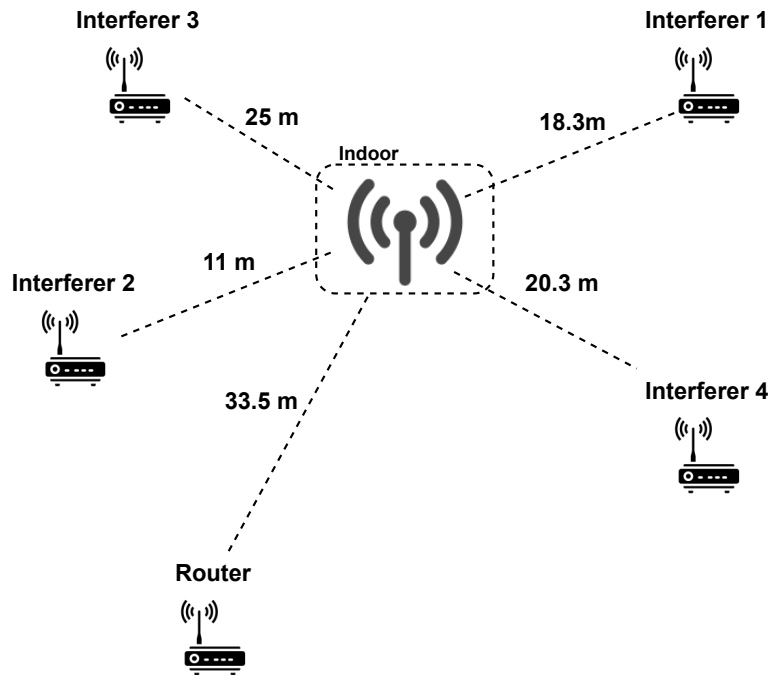 Interferer 3
Interferer 1
25 m
18.3m
Indoor
11 m
Interferer 2
20.3 m
33.5 m
Interferer 4
Router